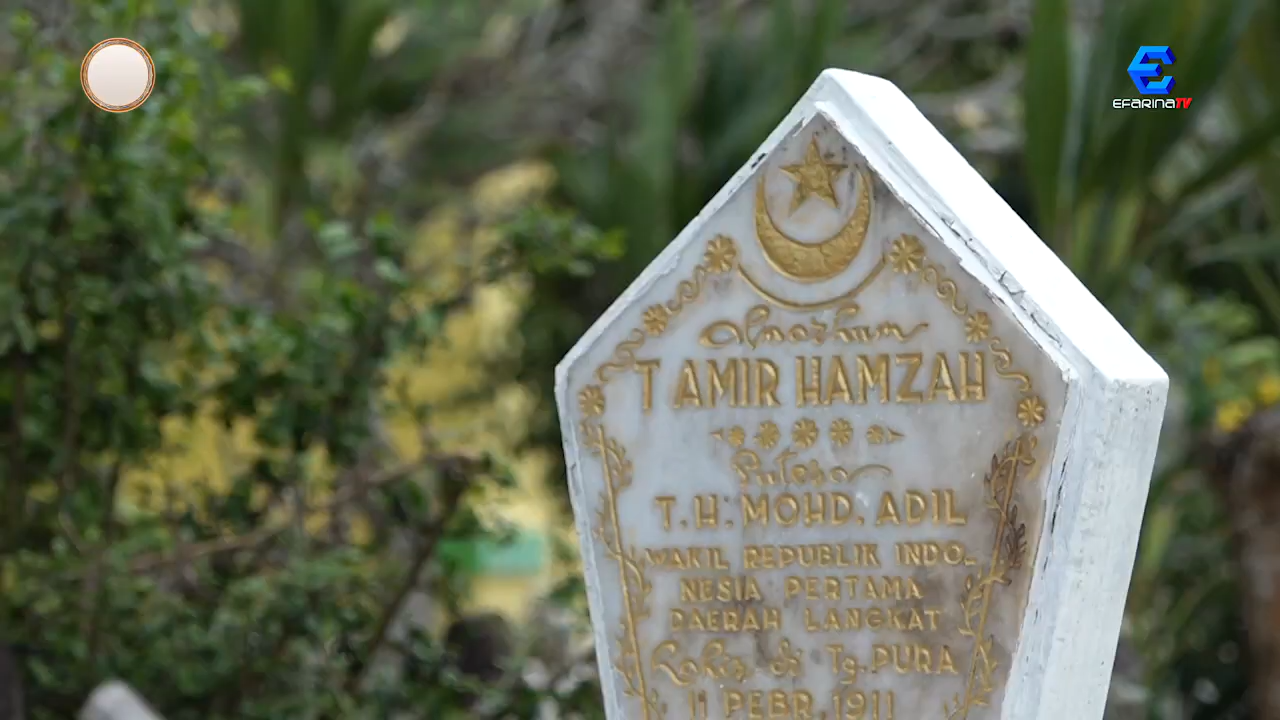 EFARINATV
Almarhum
T AMIR HAMZAH
Putera
T.H. MOHD. ADIL
WAKIL REPUBLIK INDO-
NESIA PERTAMA
DAERAH LANGKAT
Lahir di Tg. PURA
11 PEBR. 1911